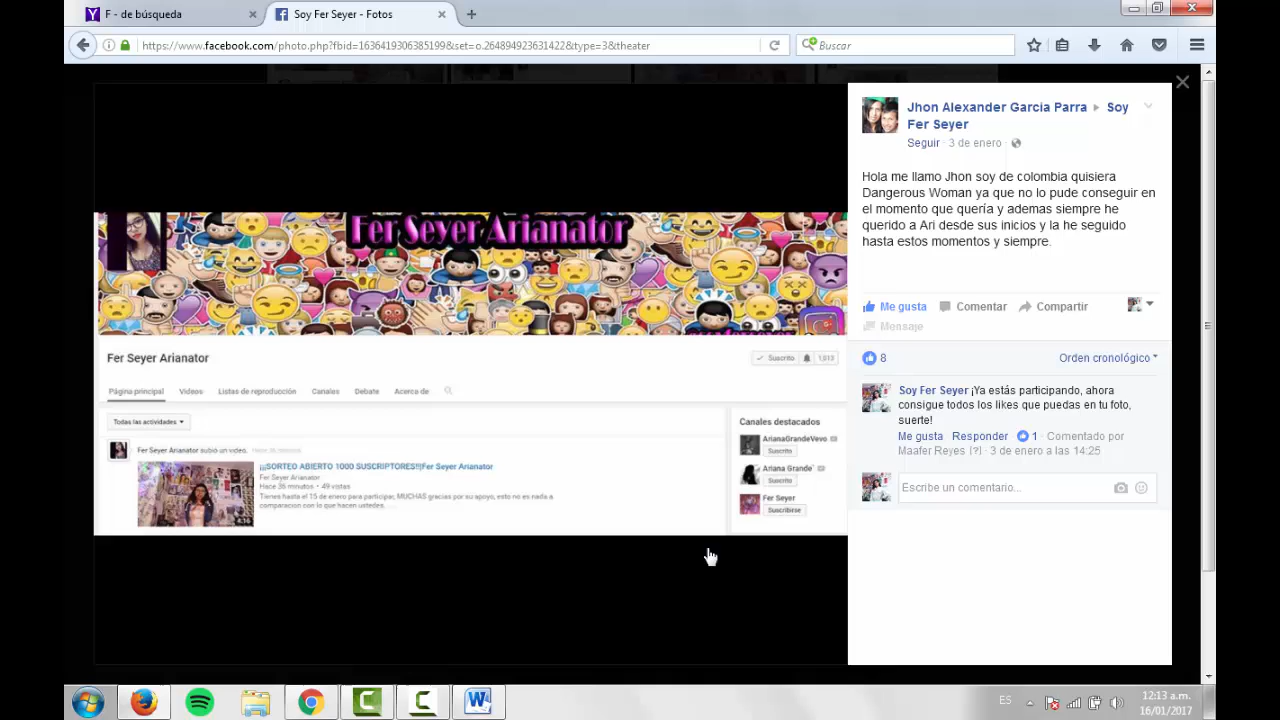 F - de búsqueda
Soy Fer Seyer - Fotos
https://www.facebook.com/photo.php?fbid=1636419306385199&set=o.264894923631422&type=3&theater
Buscar
Jhon Alexander García Parra ▸ Soy
Fer Seyer
Seguir · 3 de enero ·
Hola me llamo Jhon soy de colombia quisiera
Dangerous Woman ya que no lo pude conseguir en
el momento que quería y ademas siempre he
querido a Ari desde sus inicios y la he seguido
hasta estos momentos y siempre.
Me gusta Comentar Compartir
Mensaje
8 Orden cronológico
Soy Fer Seyer ¡Ya estás participando, ahora
consigue todos los likes que puedas en tu foto,
suerte!
Me gusta Responder 1 · Comentado por
Maafer Reyes [?] · 3 de enero a las 14:25
Escribe un comentario...
Fer Seyer Arianator
Fer Seyer Arianator
Suscrito 1,013
Página principal Videos Listas de reproducción Canales Debate Acerca de
Todas las actividades
Fer Seyer Arianator subió un video. Hace 36 minutos
¡¡¡SORTEO ABIERTO 1000 SUSCRIPTORES!!!|Fer Seyer Arianator
Fer Seyer Arianator
Hace 36 minutos • 49 vistas
Tienes hasta el 15 de enero para participar, MUCHAS gracias por su apoyo, esto no es nada a
comparacion con lo que hacen ustedes.
Canales destacados
ArianaGrandeVevo
Suscrito
Ariana Grande
Suscrito
Fer Seyer
Suscribirse
ES
12:13 a.m.
16/01/2017